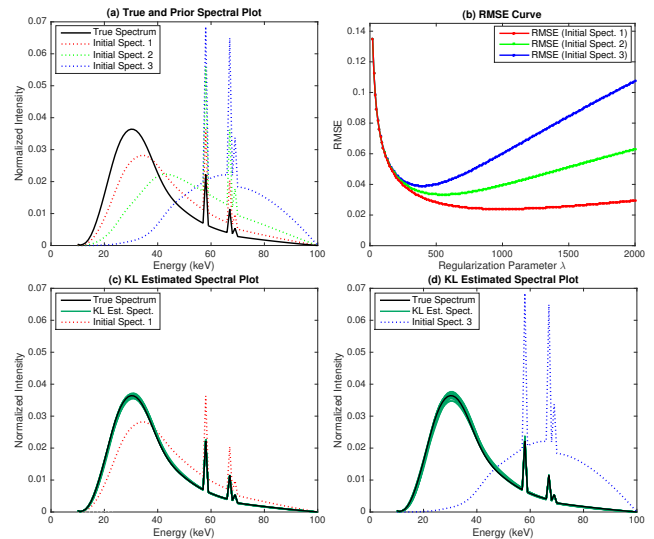 (a) True and Prior Spectral Plot
0.07
0.06
0.05
0.04
0.03
0.02
0.01
0
Normalized Intensity
True Spectrum
Initial Spect. 1
Initial Spect. 2
Initial Spect. 3
0 20 40 60 80 100
Energy (keV)
(b) RMSE Curve
0.14
0.12
0.1
0.08
0.06
0.04
0.02
0
RMSE
RMSE (Initial Spect. 1)
RMSE (Initial Spect. 2)
RMSE (Initial Spect. 3)
0 500 1000 1500 2000
Regularization Parameter λ
(c) KL Estimated Spectral Plot
0.07
0.06
0.05
0.04
0.03
0.02
0.01
0
Normalized Intensity
True Spectrum
KL Est. Spect.
Initial Spect. 1
0 20 40 60 80 100
Energy (keV)
(d) KL Estimated Spectral Plot
0.07
0.06
0.05
0.04
0.03
0.02
0.01
0
Normalized Intensity
True Spectrum
KL Est. Spect.
Initial Spect. 3
0 20 40 60 80 100
Energy (keV)